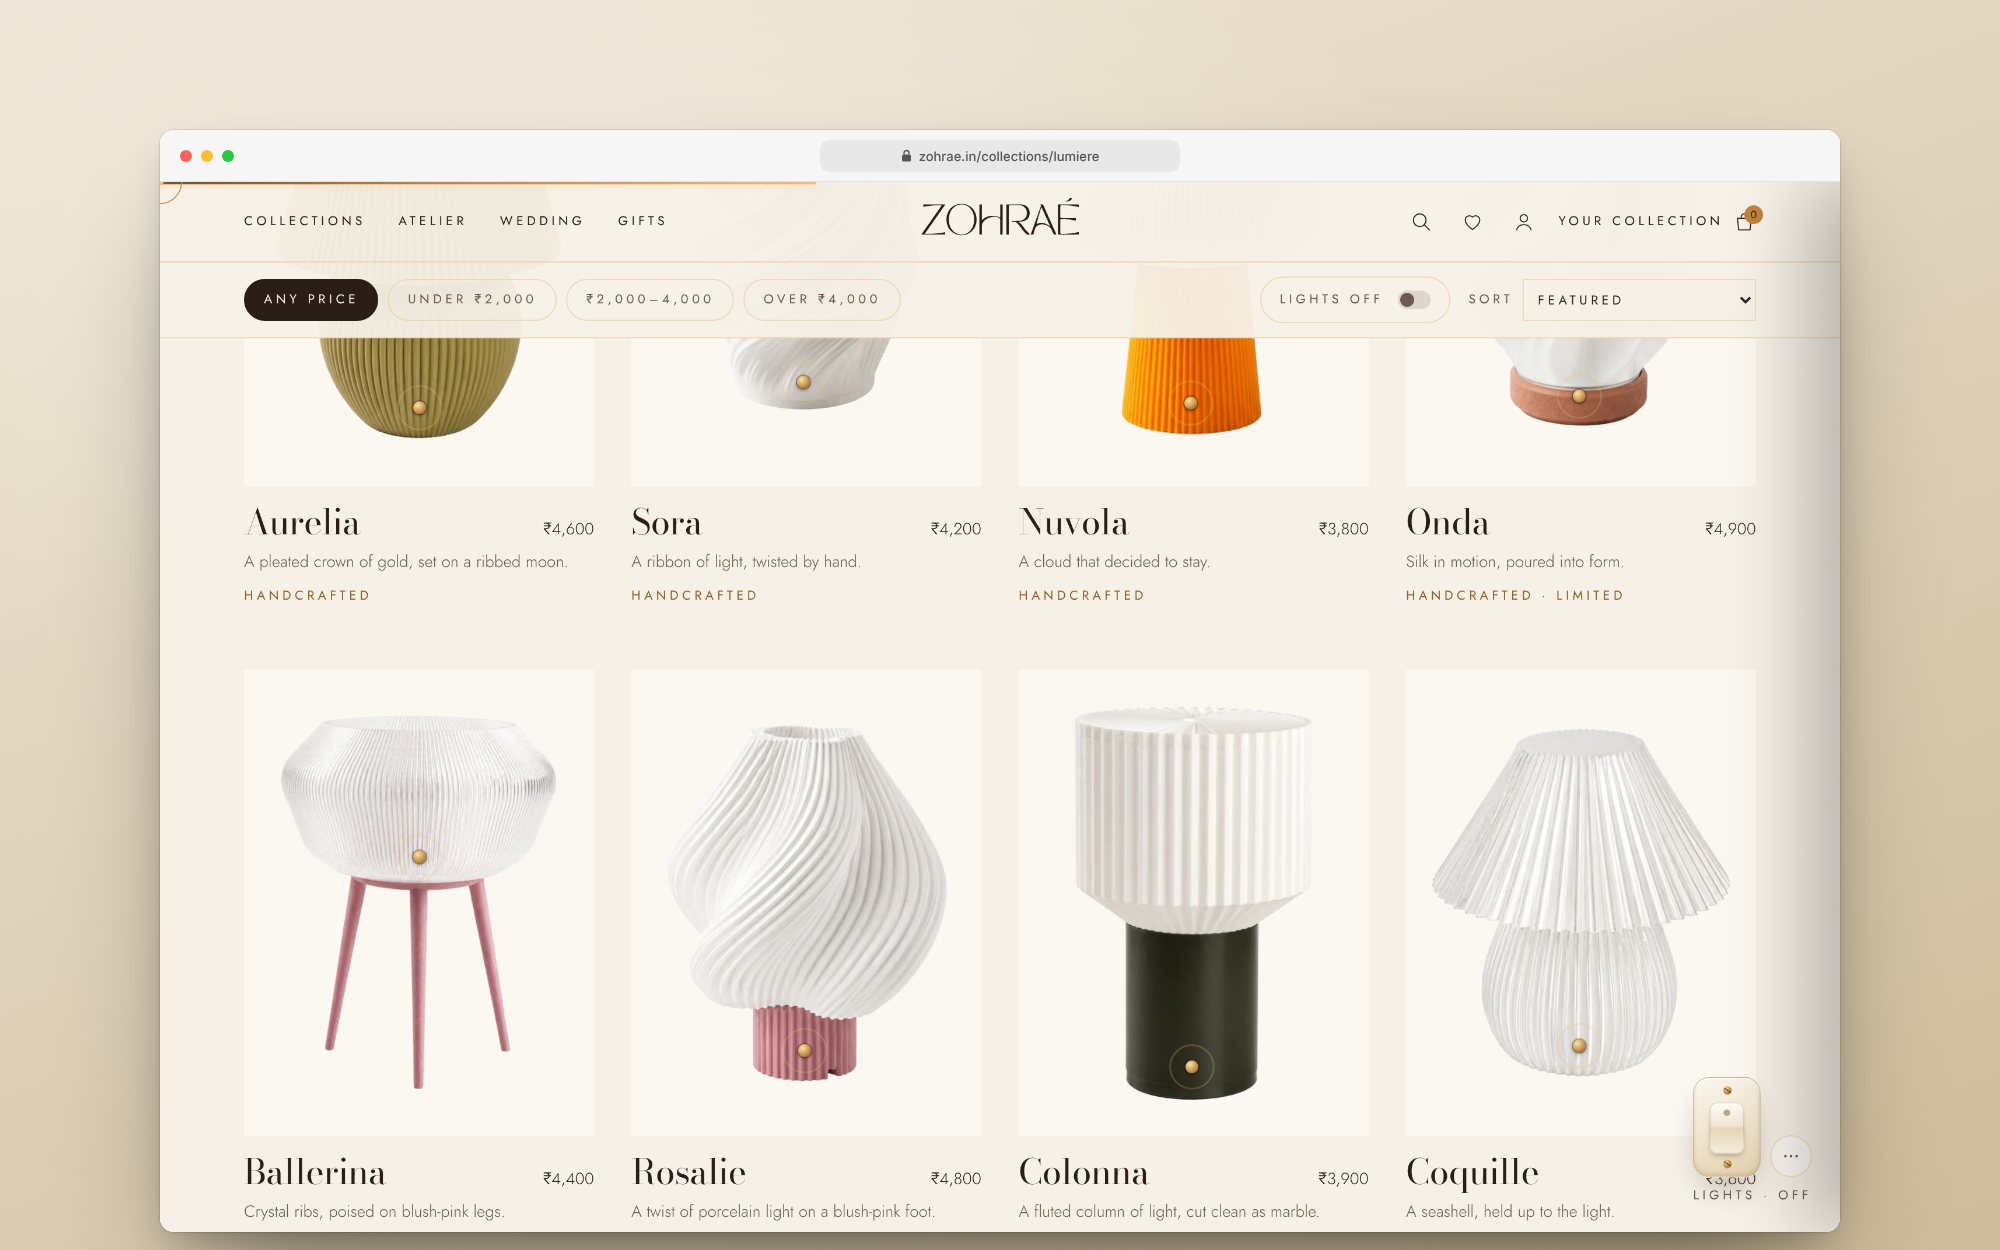 zohrae.in/collections/lumiere
COLLECTIONS ATELIER WEDDING GIFTS
ZOHRAÉ
YOUR COLLECTION 0
ANY PRICE UNDER ₹2,000 ₹2,000–4,000 OVER ₹4,000
LIGHTS OFF SORT FEATURED
Aurelia ₹4,600
A pleated crown of gold, set on a ribbed moon.
HANDCRAFTED
Sora ₹4,200
A ribbon of light, twisted by hand.
HANDCRAFTED
Nuvola ₹3,800
A cloud that decided to stay.
HANDCRAFTED
Onda ₹4,900
Silk in motion, poured into form.
HANDCRAFTED · LIMITED
Ballerina ₹4,400
Crystal ribs, poised on blush-pink legs.
Rosalie ₹4,800
A twist of porcelain light on a blush-pink foot.
Colonna ₹3,900
A fluted column of light, cut clean as marble.
Coquille
A seashell, held up to the light.
LIGHTS · OFF